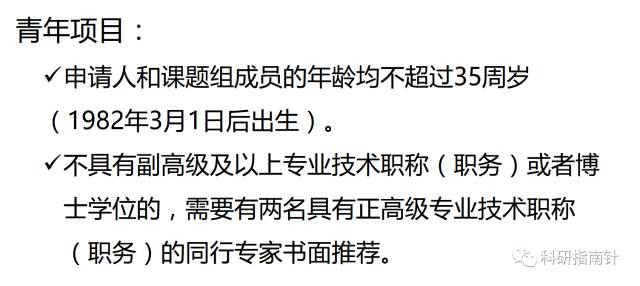 青年项目：
✓申请人和课题组成员的年龄均不超过35周岁
（1982年3月1日后出生）。
✓不具有副高级及以上专业技术职称（职务）或者博
士学位的，需要有两名具有正高级专业技术职称
（职务）的同行专家书面推荐。
科研指南针